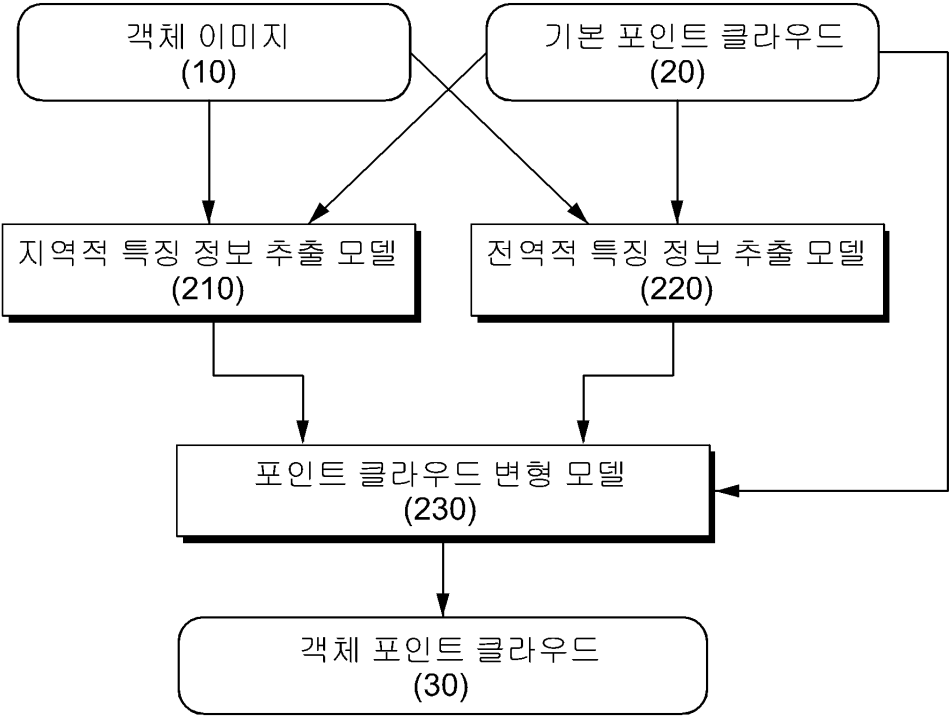 객체 이미지
(10)
기본 포인트 클라우드
(20)
지역적 특징 정보 추출 모델
(210)
전역적 특징 정보 추출 모델
(220)
포인트 클라우드 변형 모델
(230)
객체 포인트 클라우드
(30)